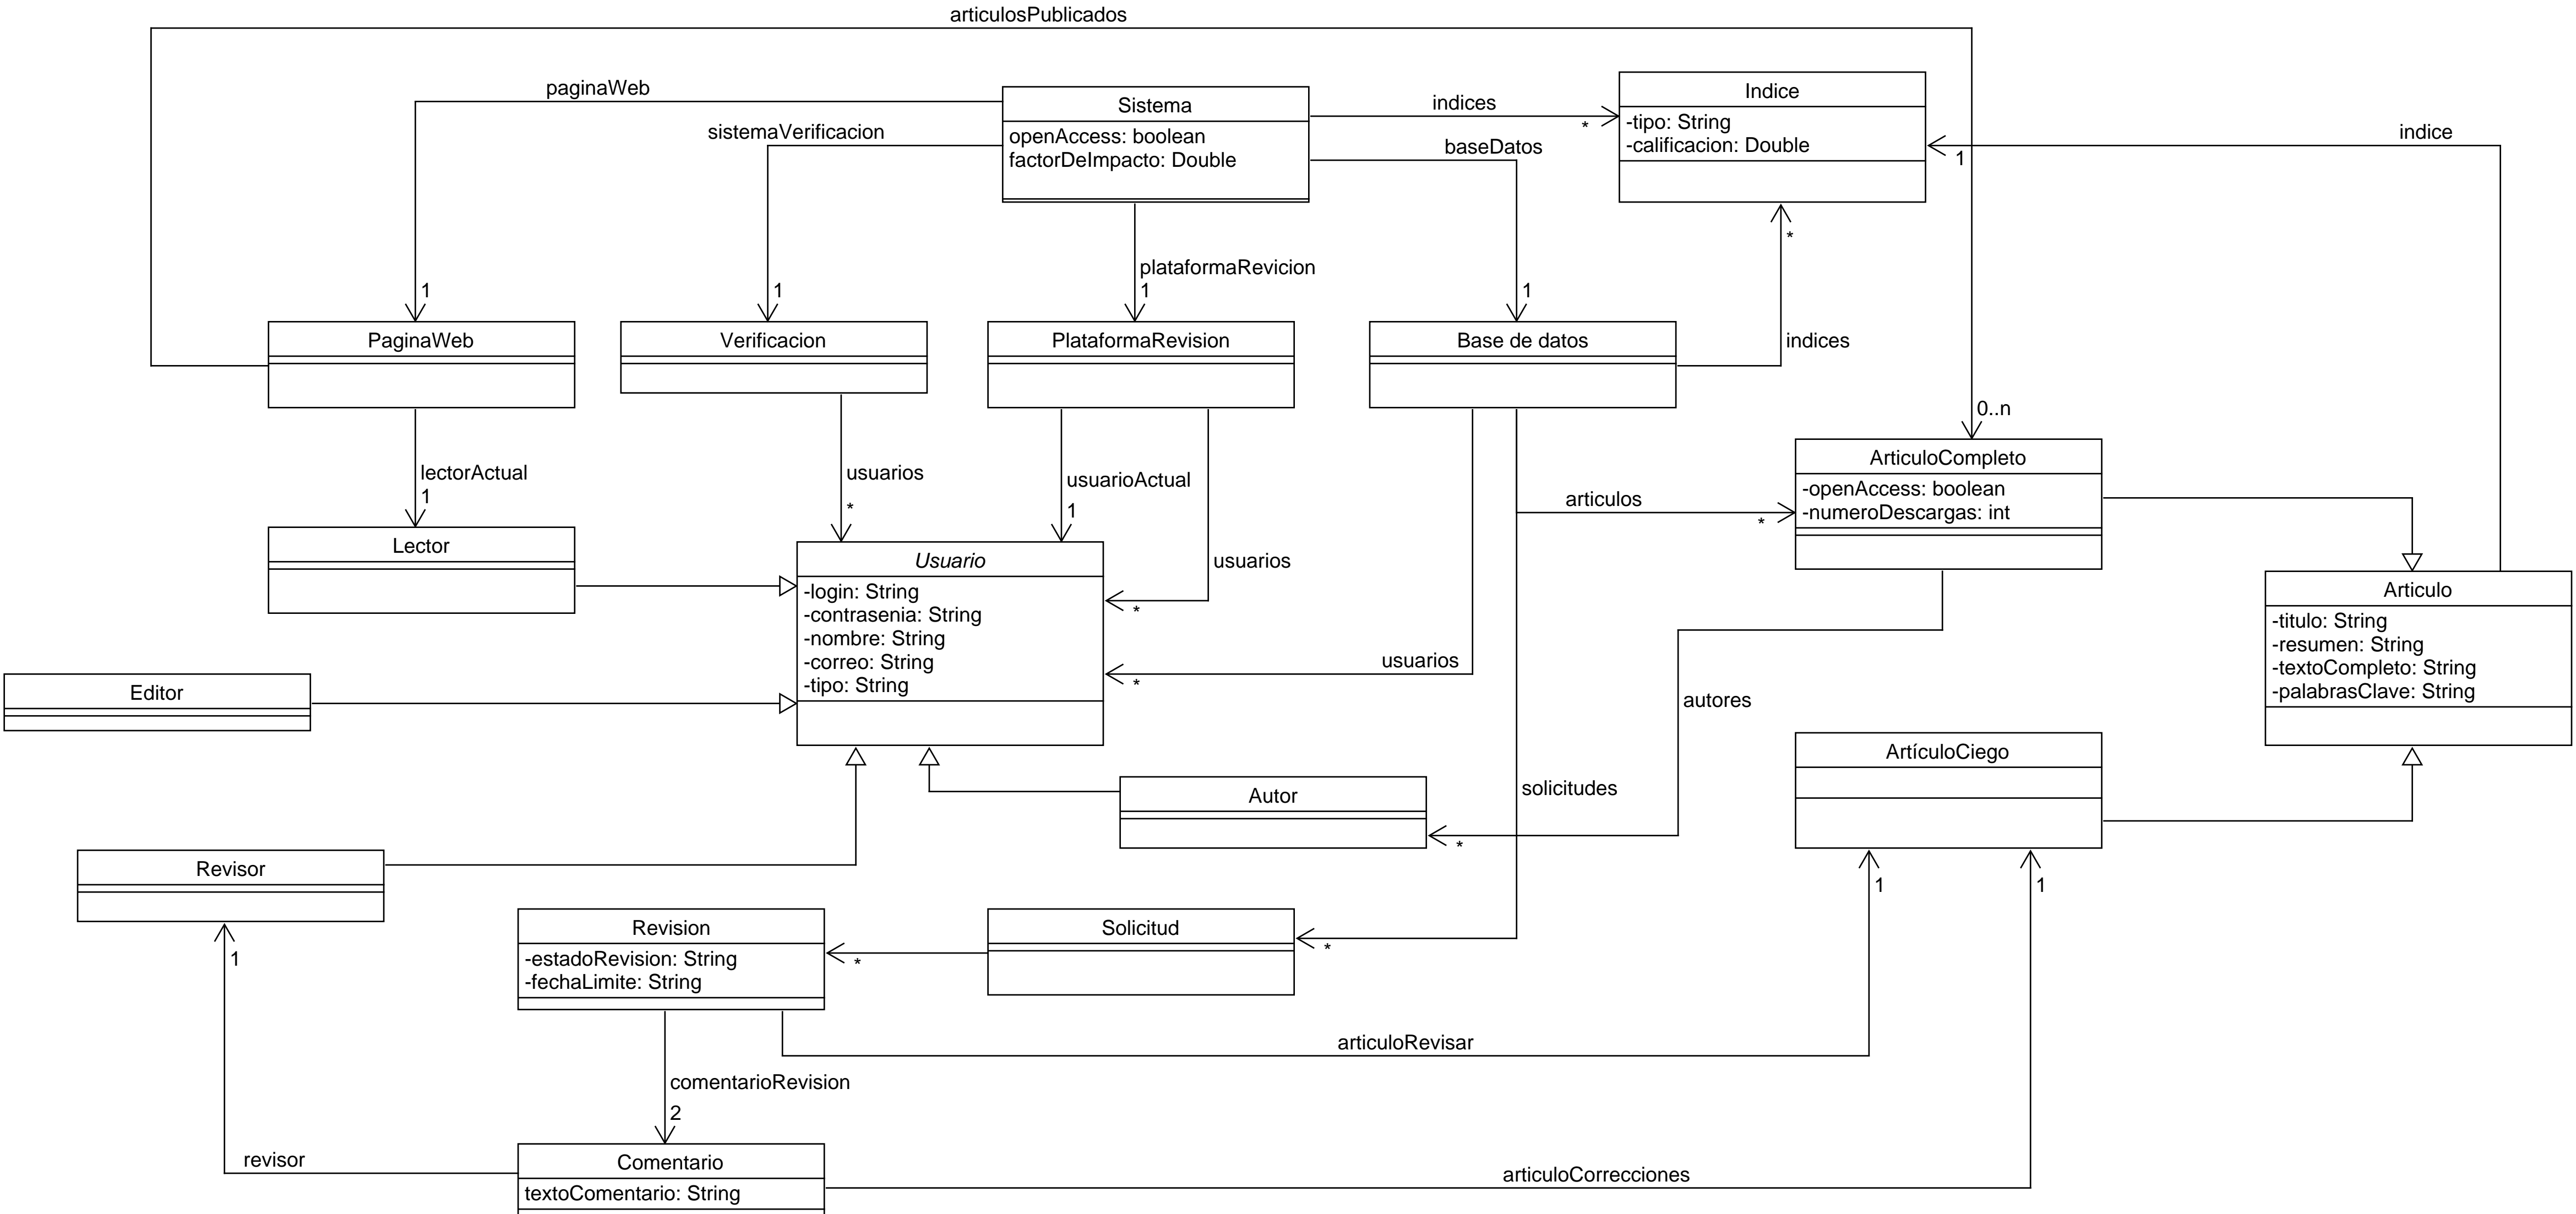 articulosPublicados
paginaWeb
sistemaVerificacion
Sistema
openAccess: boolean
factorDeImpacto: Double
indices
*
baseDatos
Indice
-tipo: String
-calificacion: Double
indice
1
*
plataformaRevicion
1
1
1
1
indices
0..n
PaginaWeb
Verificacion
PlataformaRevision
Base de datos
lectorActual
1
usuarios
*
usuarioActual
1
usuarios
*
articulos
*
ArticuloCompleto
-openAccess: boolean
-numeroDescargas: int
Lector
Usuario
-login: String
-contrasenia: String
-nombre: String
-correo: String
-tipo: String
usuarios
*
Articulo
-titulo: String
-resumen: String
-textoCompleto: String
-palabrasClave: String
Editor
autores
*
ArtículoCiego
Autor
solicitudes
*
Revisor
1
1
1
Revision
-estadoRevision: String
-fechaLimite: String
*
Solicitud
articuloRevisar
comentarioRevision
2
revisor
Comentario
textoComentario: String
articuloCorrecciones